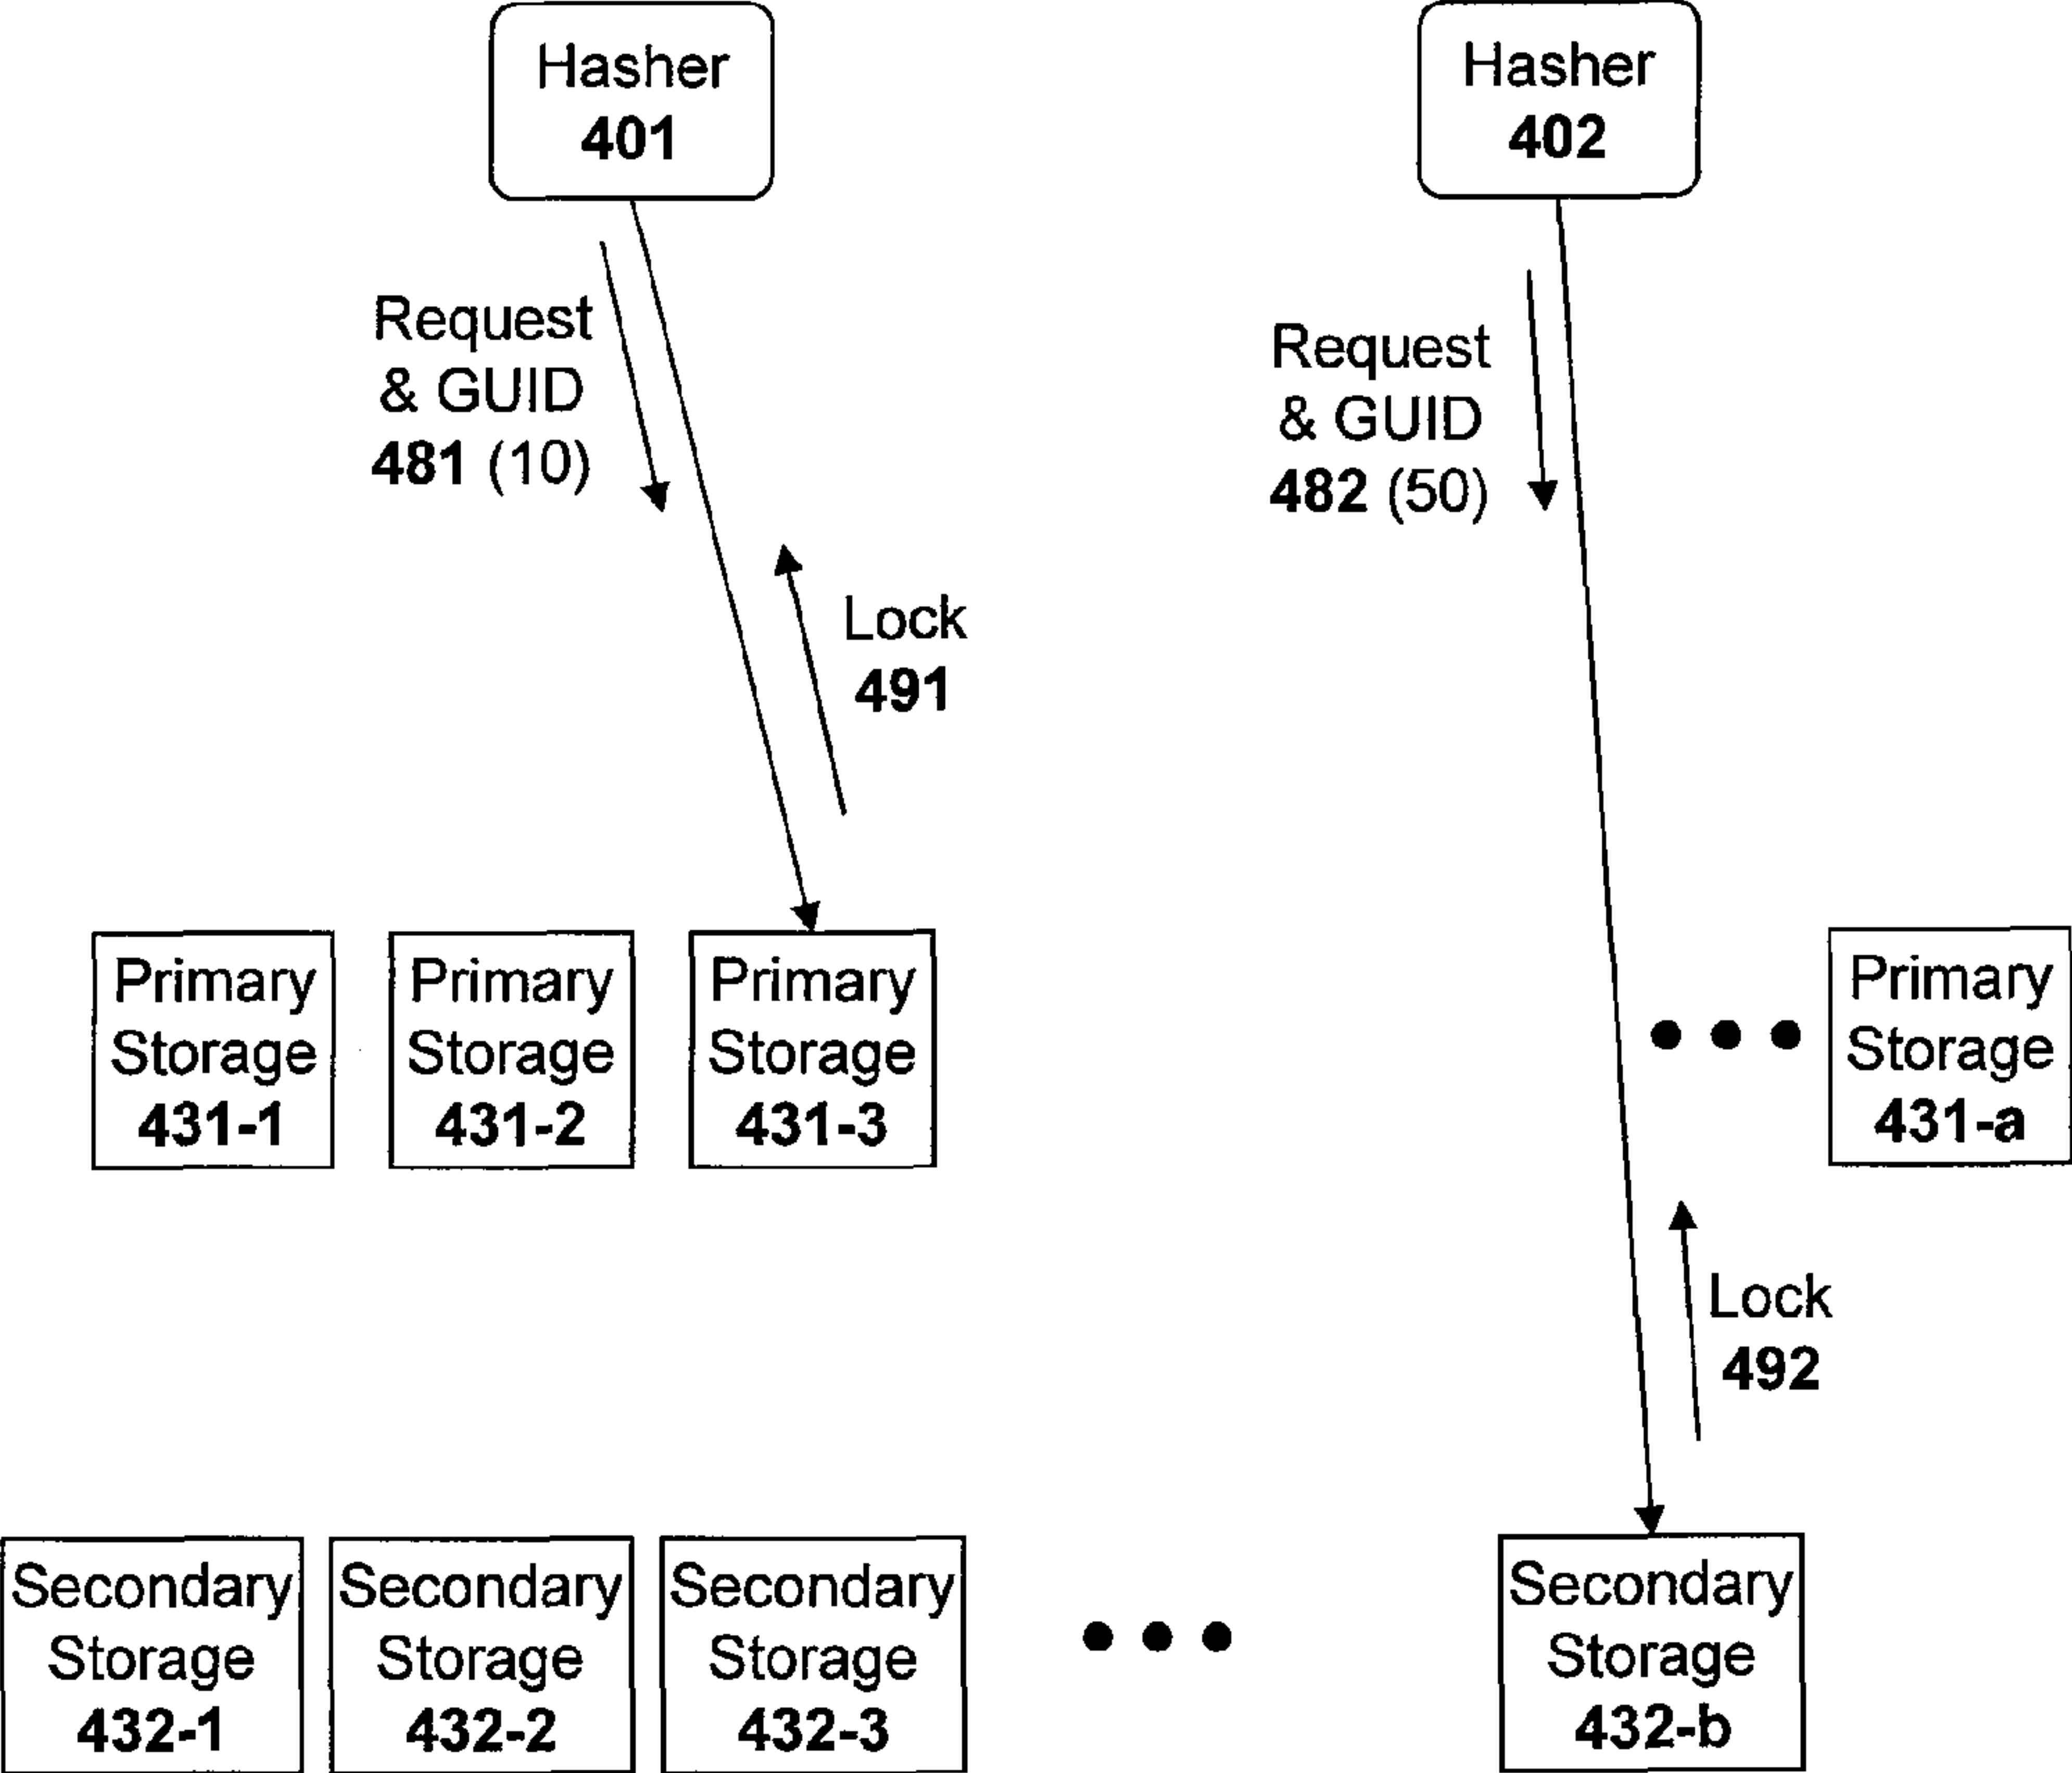 Hasher
401
Hasher
402
Request
& GUID
481 (10)
Request
& GUID
482 (50)
Lock
491
Primary
Storage
431-1
Primary
Storage
431-2
Primary
Storage
431-3
Primary
Storage
431-a
Lock
492
Secondary
Storage
432-1
Secondary
Storage
432-2
Secondary
Storage
432-3
Secondary
Storage
432-b